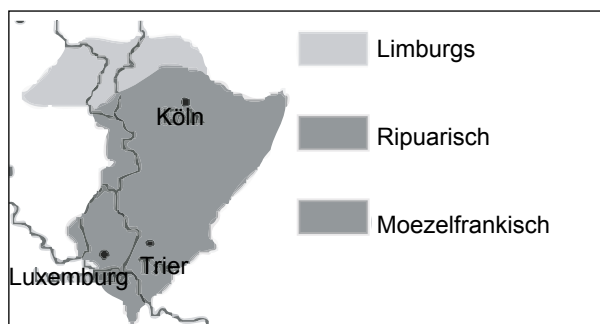 Limburgs
Köln
Ripuarisch
Moezelfrankisch
Trier
Luxemburg